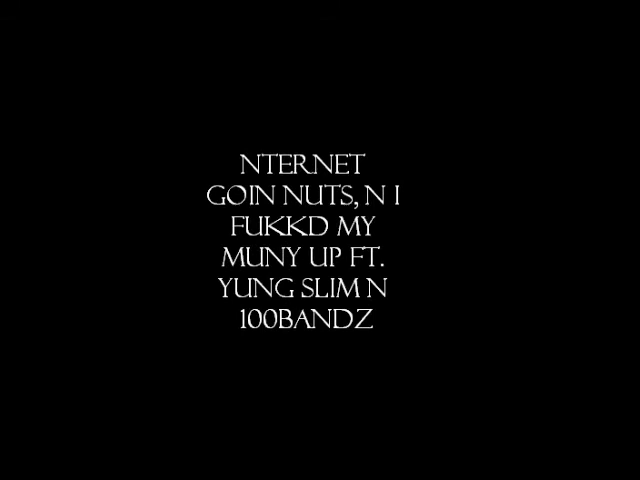 NTERNET
GOIN NUTS, N I
FUKKD MY
MUNY UP FT.
YUNG SLIM N
100BANDZ